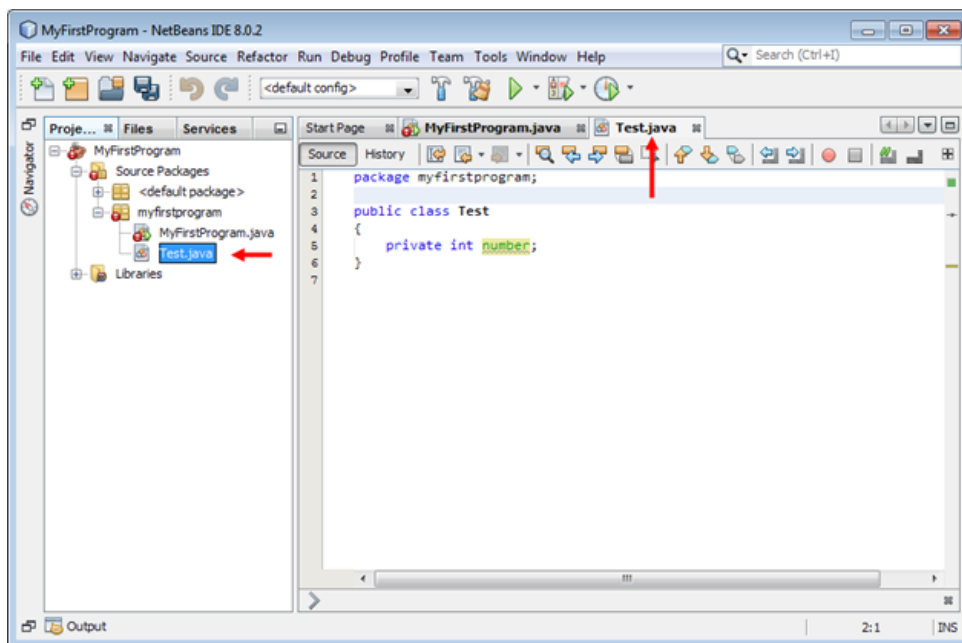 MyFirstProgram - NetBeans IDE 8.0.2
File Edit View Navigate Source Refactor Run Debug Profile Team Tools Window Help
Search (Ctrl+I)
<default config>
Proje... Files Services
Start Page MyFirstProgram.java Test.java
Navigator
MyFirstProgram
Source Packages
<default package>
myfirstprogram
MyFirstProgram.java
Test.java
Libraries
Source History
1 package myfirstprogram;
2
3 public class Test
4 {
5 private int number;
6 }
7
Output
2:1 INS